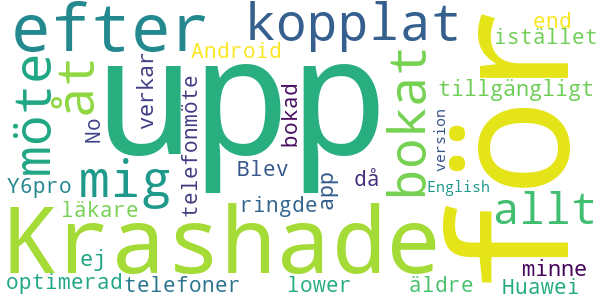 efter
kopplat
end
istället
Android
upp
för
möte
åt
verkar
No
telefonmöte
bokad
bokat
tillgängligt
version
mig
Blev
då
English
Y6pro
app
ringde
läkare
allt
Krashade
ej
minne
optimerad
telefoner
lower
äldre
Huawei